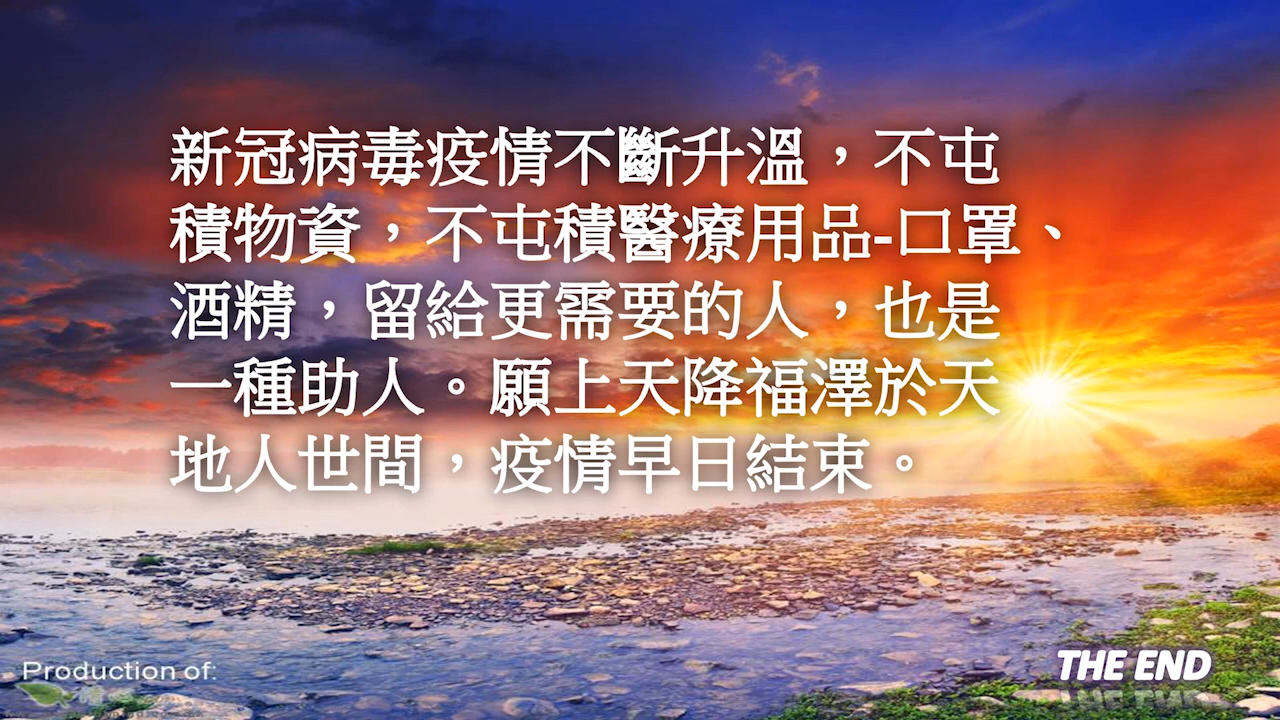 新冠病毒疫情不斷升溫，不屯
積物資，不屯積醫療用品-口罩、
酒精，留給更需要的人，也是
一種助人。願上天降福澤於天
地人世間，疫情早日結束。
Production of:
THE END